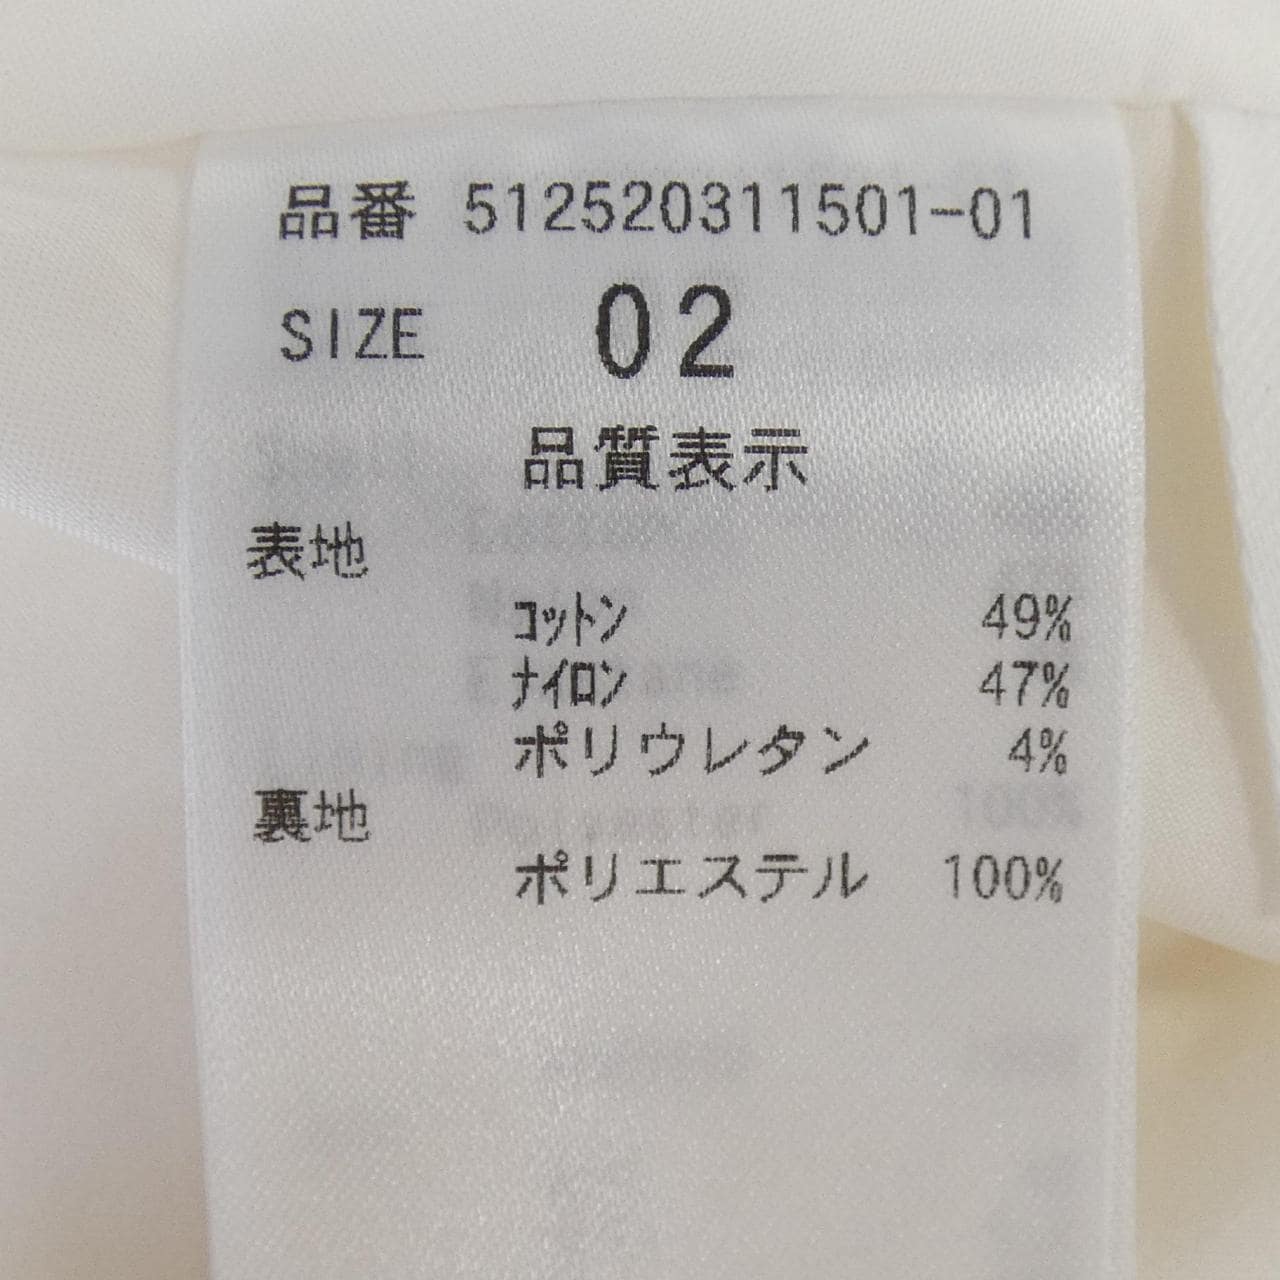 品番 512520311501-01
SIZE 02
品質表示
表地
コットン 49%
ナイロン 47%
ポリウレタン 4%
裏地
ポリエステル 100%